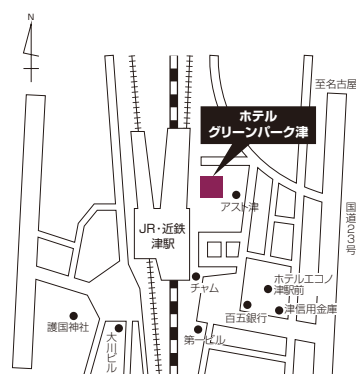 N
至名古屋
ホテル
グリーンパーク津
アスト津
国道23号
JR・近鉄
津駅
チャム
ホテルエコノ
津駅前
津信用金庫
百五銀行
護国神社
大川ビル
第一ビル